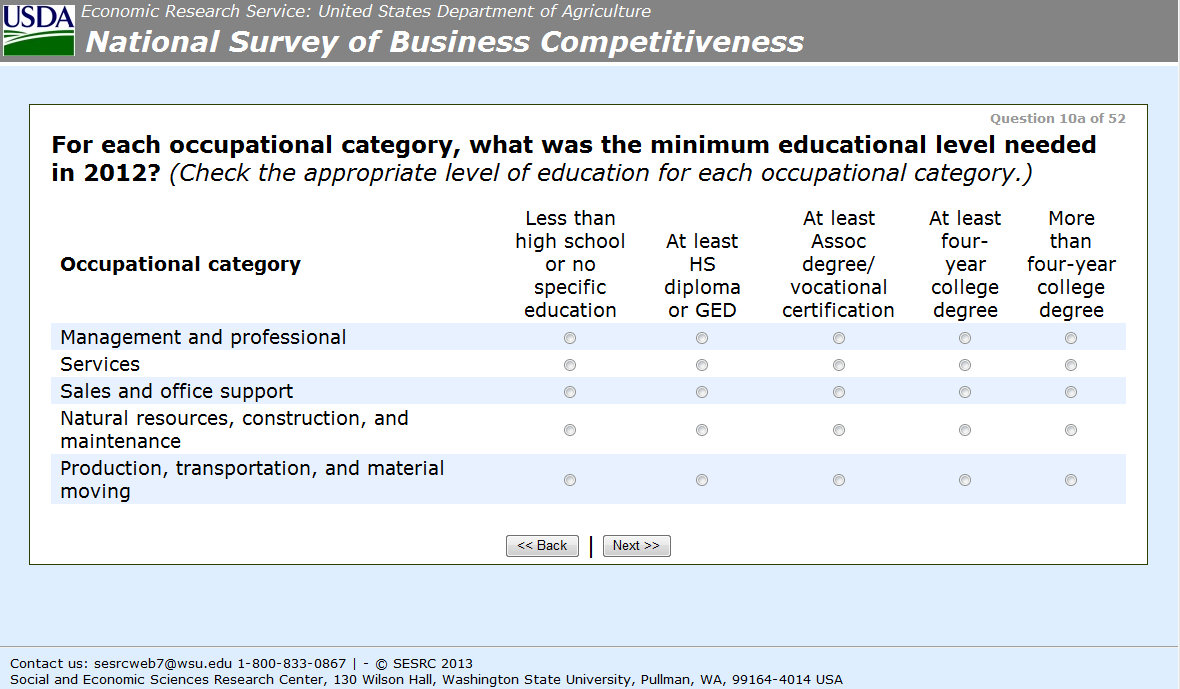 USDA
Economic Research Service: United States Department of Agriculture
National Survey of Business Competitiveness
Question 10a of 52
For each occupational category, what was the minimum educational level needed
in 2012? (Check the appropriate level of education for each occupational category.)
Occupational category
Less than
high school
or no
specific
education
At least
HS
diploma
or GED
At least
Assoc
degree/
vocational
certification
At least
four-
year
college
degree
More
than
four-year
college
degree
Management and professional
Services
Sales and office support
Natural resources, construction, and
maintenance
Production, transportation, and material
moving
<< Back | Next >>
Contact us: sesrcweb7@wsu.edu 1-800-833-0867 | - © SESRC 2013
Social and Economic Sciences Research Center, 130 Wilson Hall, Washington State University, Pullman, WA, 99164-4014 USA